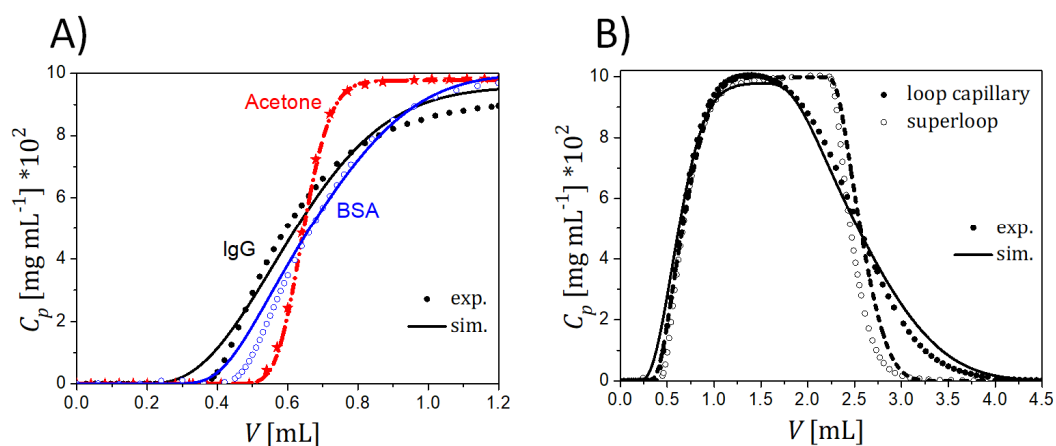 A)
C_p [mg mL⁻¹] *10²
10
8
6
4
2
0
Acetone
BSA
IgG
exp.
sim.
0.0 0.2 0.4 0.6 0.8 1.0 1.2
V [mL]
B)
C_p [mg mL⁻¹] *10²
10
8
6
4
2
0
loop capillary
superloop
exp.
sim.
0.0 0.5 1.0 1.5 2.0 2.5 3.0 3.5 4.0 4.5
V [mL]